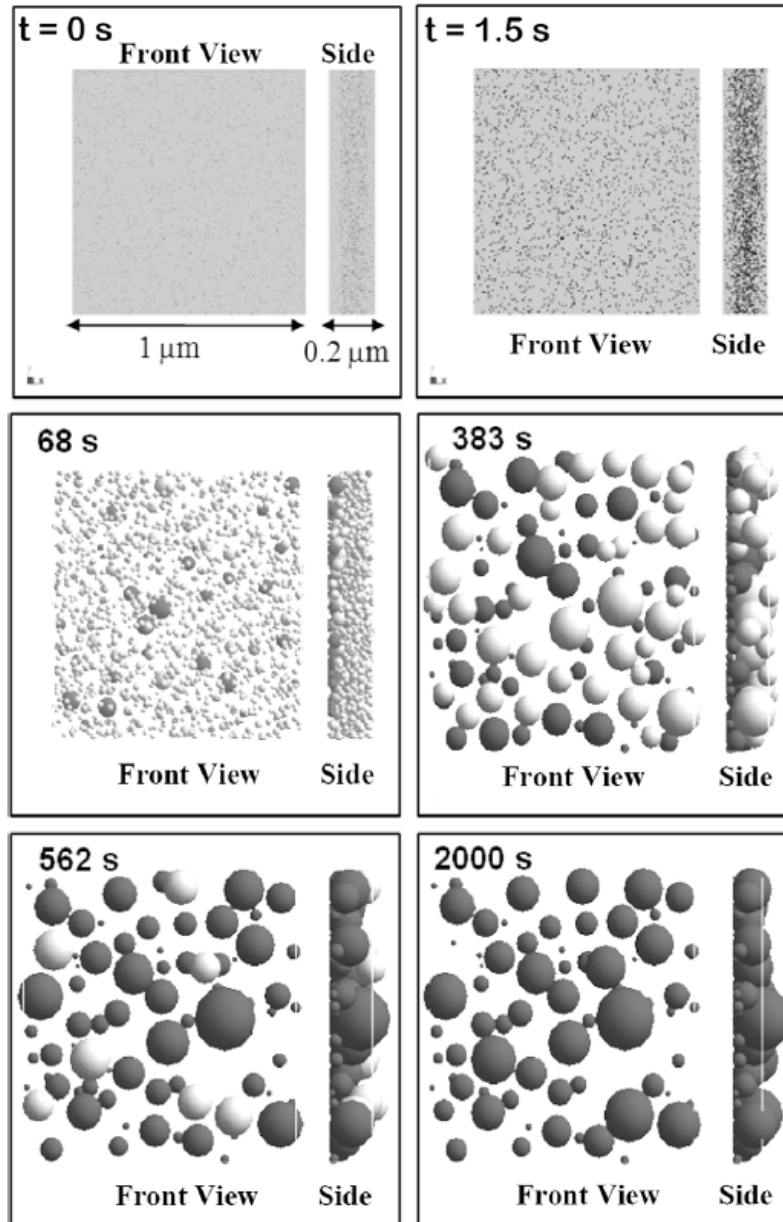 t = 0 s
Front View Side
1 μm
0.2 μm
t = 1.5 s
Front View Side
68 s
Front View Side
383 s
Front View Side
562 s
Front View Side
2000 s
Front View Side